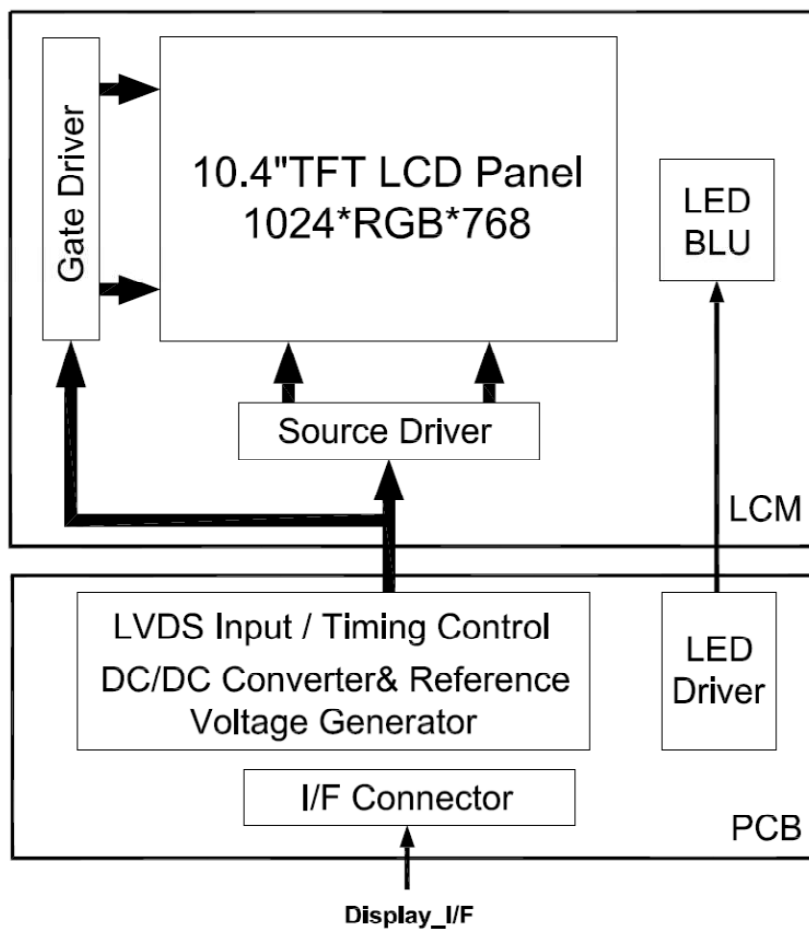 Gate Driver
10.4"TFT LCD Panel
1024*RGB*768
LED
BLU
Source Driver
LCM
LVDS Input / Timing Control
DC/DC Converter& Reference
Voltage Generator
LED
Driver
I/F Connector
PCB
Display_I/F